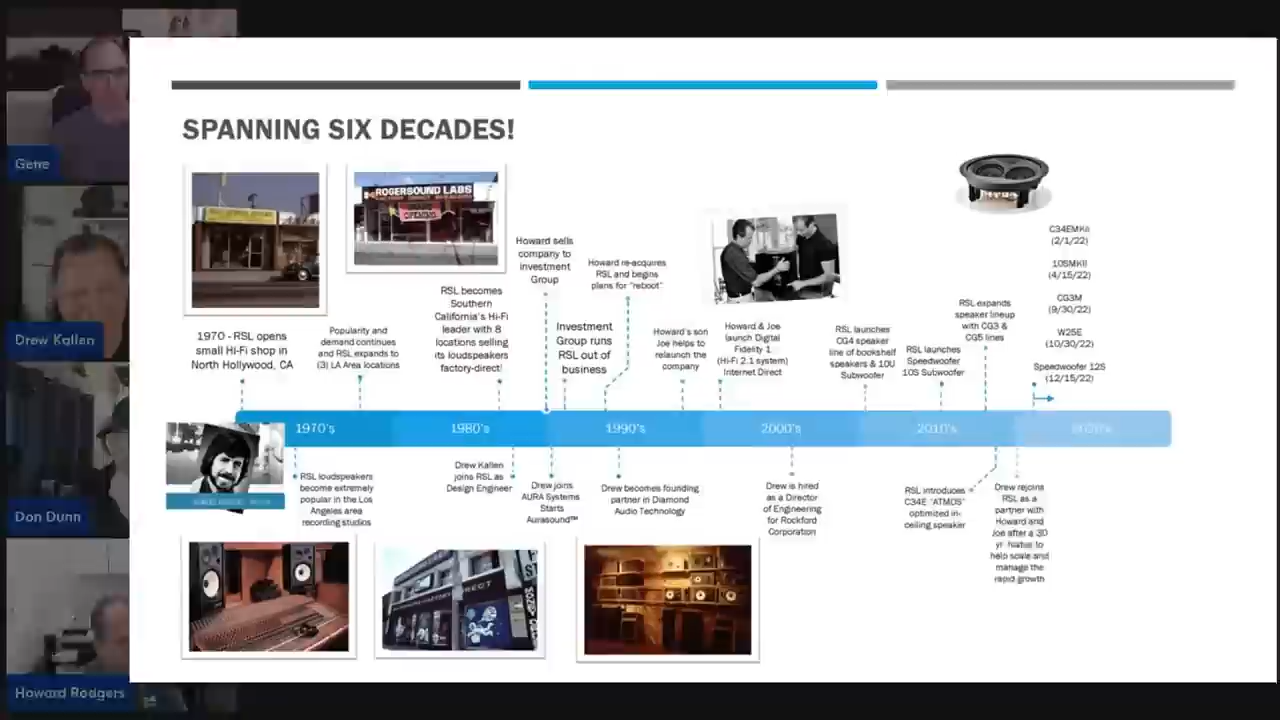 SPANNING SIX DECADES!
Gene
Drew Kallen
Don Dunn
Howard Rodgers
ROGERSOUND LABS
OPENING
1970 - RSL opens
small Hi-Fi shop in
North Hollywood, CA
Popularity and
demand continues
and RSL expands to
(3) LA Area locations
RSL becomes
Southern
California's Hi-Fi
leader with 8
locations selling
its loudspeakers
factory-direct!
Howard sells
company to
investment
Group
Investment
Group runs
RSL out of
business
Howard re-acquires
RSL and begins
plans for "reboot"
Howard's son
Joe helps to
relaunch the
company
Howard & Joe
launch Digital
Fidelity 1
(Hi-Fi 2.1 system)
Internet Direct
RSL launches
CG4 speaker
line of bookshelf
speakers & 10U
Subwoofer
RSL launches
Speedwoofer
10S Subwoofer
RSL expands
speaker lineup
with CG3 &
CG5 lines
C34EMKII
(2/1/22)
10SMKII
(4/15/22)
CG3M
(9/30/22)
W25E
(10/30/22)
Speedwoofer 12S
(12/15/22)
1970's
1980's
1990's
2000's
2010's
2020's
RSL loudspeakers
become extremely
popular in the Los
Angeles area
recording studios
Drew Kallen
joins RSL as
Design Engineer
Drew joins
AURA Systems
Starts
Aurasound™
Drew becomes founding
partner in Diamond
Audio Technology
Drew is hired
as a Director
of Engineering
for Rockford
Corporation
RSL introduces
C34E "ATMOS"
optimized in-
ceiling speaker
Drew rejoins
RSL as a
partner with
Howard and
Joe after a 30
yr. hiatus to
help scale and
manage the
rapid growth